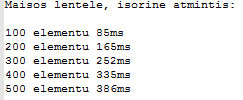 Maisos lentele, isorine atmintis:
100 elementu 85ms
200 elementu 165ms
300 elementu 252ms
400 elementu 335ms
500 elementu 386ms